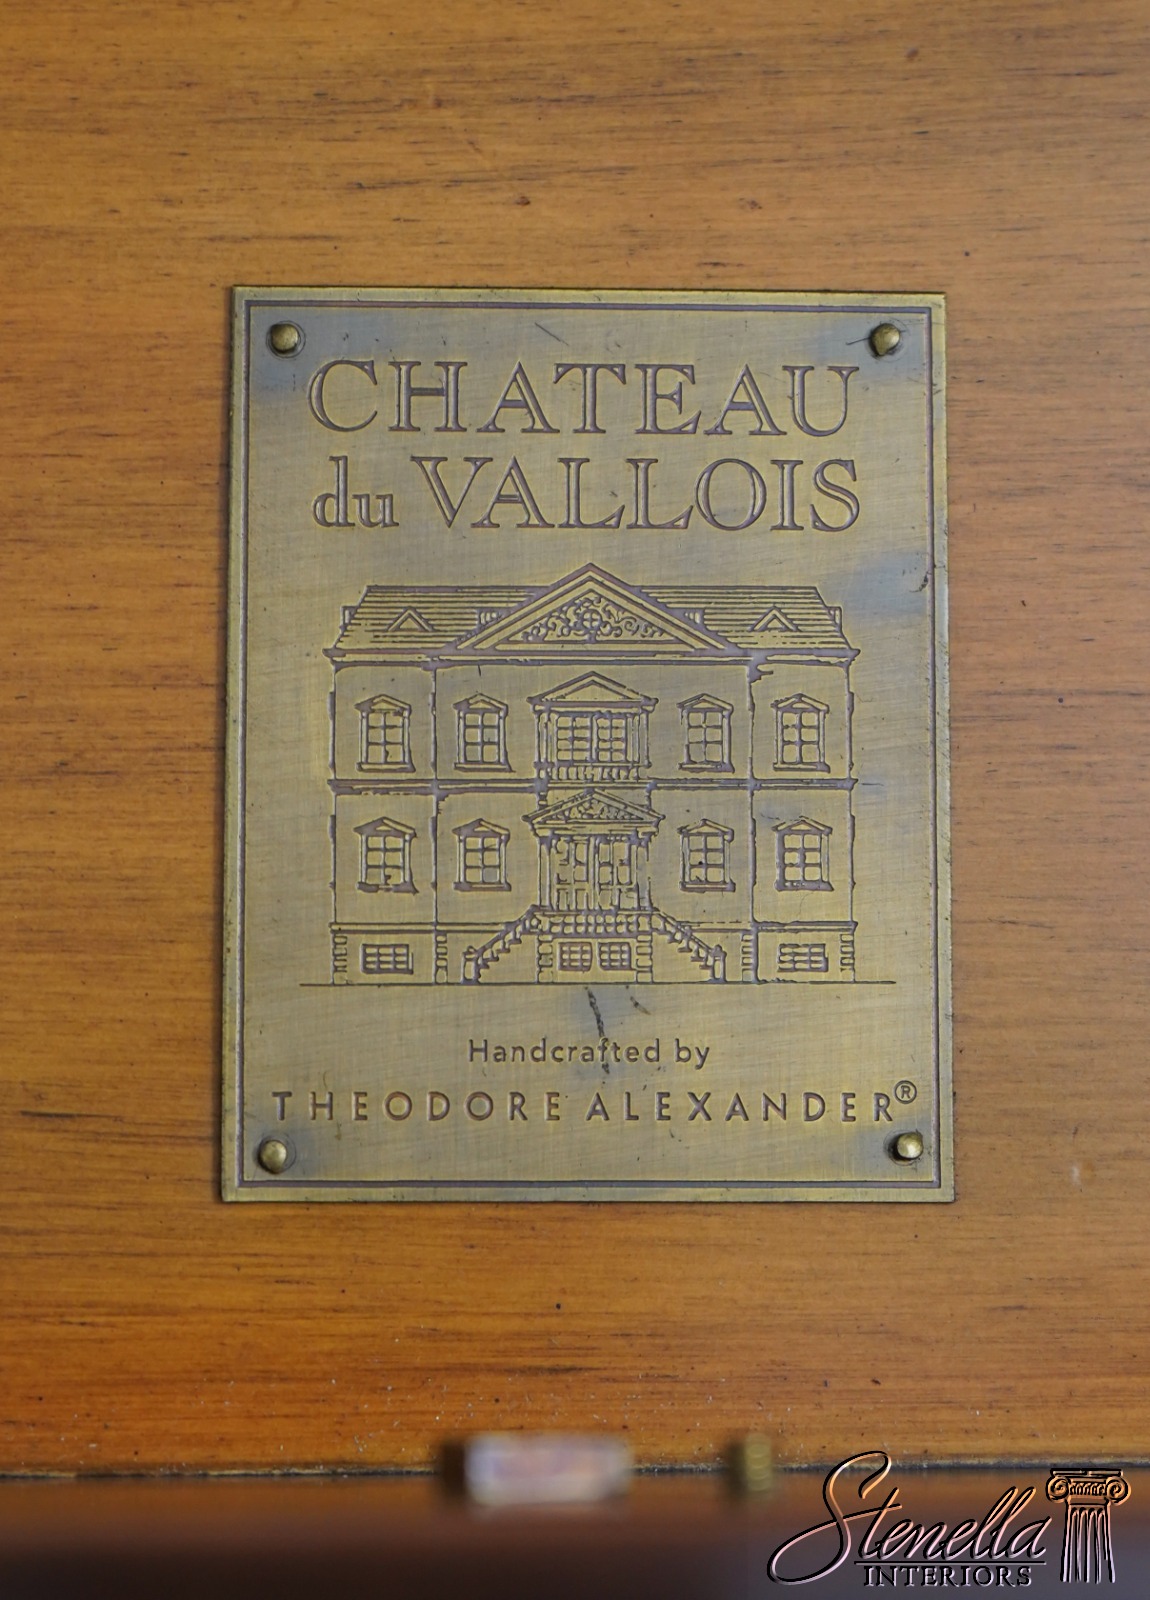 CHATEAU
du VALLOIS
Handcrafted by
THEODORE ALEXANDER®
Stenella
INTERIORS